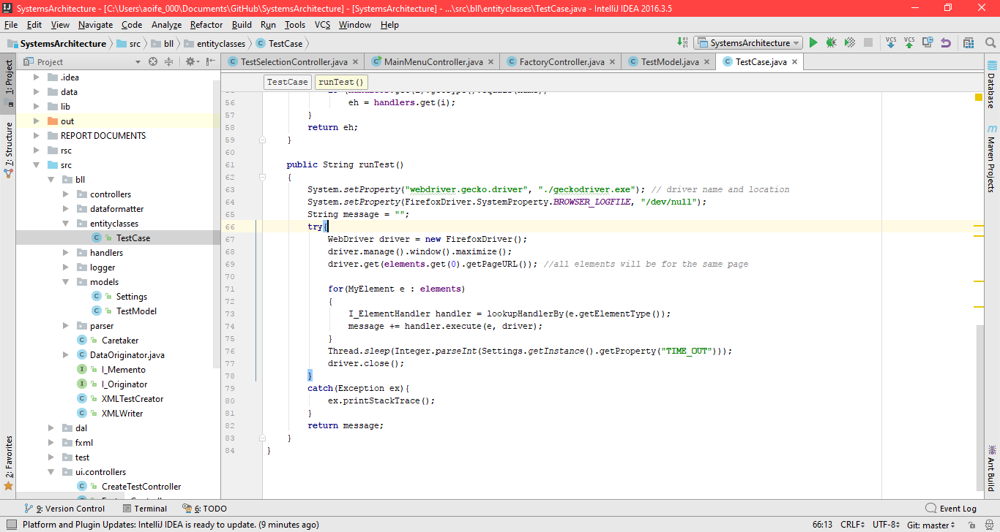 SystemsArchitecture - [C:\Users\aoife_000\Documents\GitHub\SystemsArchitecture] - [SystemsArchitecture] - ...\src\bll\entityclasses\TestCase.java - IntelliJ IDEA 2016.3.5
File Edit View Navigate Code Analyze Refactor Build Run Tools VCS Window Help
SystemsArchitecture src bll entityclasses TestCase SystemsArchitecture VCS VCS
Project TestSelectionController.java MainMenuController.java FactoryController.java TestModel.java TestCase.java
TestCase runTest()
1: Project
7: Structure
2: Favorites
.idea
data
lib
out
REPORT DOCUMENTS
rsc
src
bll
controllers
dataformatter
entityclasses
TestCase
handlers
logger
models
Settings
TestModel
parser
Caretaker
DataOriginator.java
I_Memento
I_Originator
XMLTestCreator
XMLWriter
dal
fxml
test
ui.controllers
CreateTestController
56 eh = handlers.get(i);
57 }
58 return eh;
59 }
60
61 public String runTest()
62 {
63 System.setProperty("webdriver.gecko.driver", "./geckodriver.exe"); // driver name and location
64 System.setProperty(FirefoxDriver.SystemProperty.BROWSER_LOGFILE, "/dev/null");
65 String message = "";
66 try{
67 WebDriver driver = new FirefoxDriver();
68 driver.manage().window().maximize();
69 driver.get(elements.get(0).getPageURL()); //all elements will be for the same page
70
71 for(MyElement e : elements)
72 {
73 I_ElementHandler handler = lookupHandlerBy(e.getElementType());
74 message += handler.execute(e, driver);
75 }
76 Thread.sleep(Integer.parseInt(Settings.getInstance().getProperty("TIME_OUT")));
77 driver.close();
78 }
79 catch(Exception ex){
80 ex.printStackTrace();
81 }
82 return message;
83 }
84 }
Database
m Maven Projects
Ant Build
9: Version Control Terminal 6: TODO Event Log
Platform and Plugin Updates: IntelliJ IDEA is ready to update. (9 minutes ago) 66:13 CRLF UTF-8 Git: master